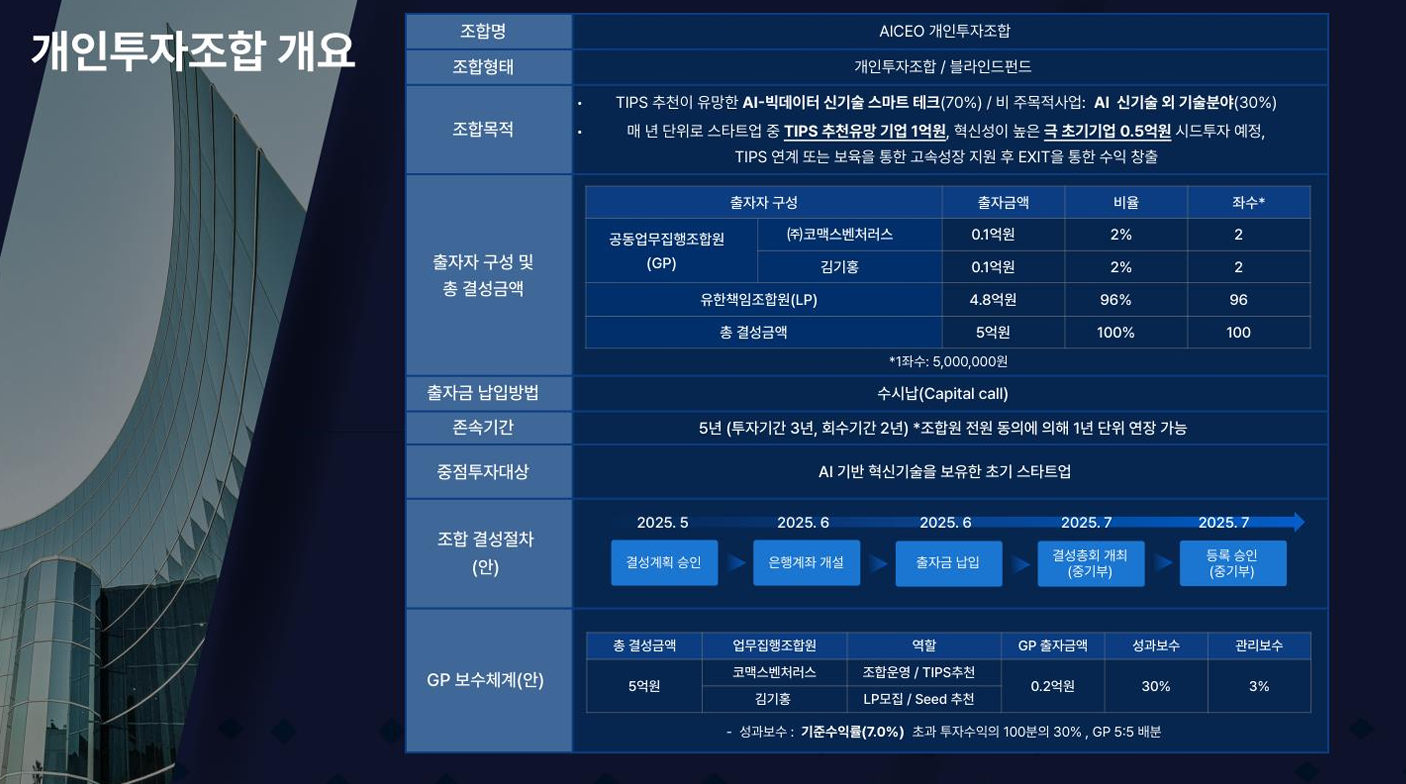 개인투자조합 개요
조합명
AICEO 개인투자조합
조합형태
개인투자조합 / 블라인드펀드
조합목적
• TIPS 추천이 유망한 AI-빅데이터 신기술 스마트 테크(70%) / 비 주목적사업: AI 신기술 외 기술분야(30%)
• 매 년 단위로 스타트업 중 TIPS 추천유망 기업 1억원, 혁신성이 높은 극 초기기업 0.5억원 시드투자 예정,
TIPS 연계 또는 보육을 통한 고속성장 지원 후 EXIT을 통한 수익 창출
출자자 구성 및
총 결성금액
출자자 구성 출자금액 비율 좌수*
공동업무집행조합원
(GP)
㈜코맥스벤처러스 0.1억원 2% 2
김기홍 0.1억원 2% 2
유한책임조합원(LP) 4.8억원 96% 96
총 결성금액 5억원 100% 100
*1좌수: 5,000,000원
출자금 납입방법
수시납(Capital call)
존속기간
5년 (투자기간 3년, 회수기간 2년) *조합원 전원 동의에 의해 1년 단위 연장 가능
중점투자대상
AI 기반 혁신기술을 보유한 초기 스타트업
조합 결성절차
(안)
2025. 5 2025. 6 2025. 6 2025. 7 2025. 7
결성계획 승인
은행계좌 개설
출자금 납입
결성총회 개최
(중기부)
등록 승인
(중기부)
GP 보수체계(안)
총 결성금액 업무집행조합원 역할 GP 출자금액 성과보수 관리보수
5억원
코맥스벤처러스 조합운영 / TIPS추천
김기홍 LP모집 / Seed 추천
0.2억원 30% 3%
- 성과보수 : 기준수익률(7.0%) 초과 투자수익의 100분의 30% , GP 5:5 배분